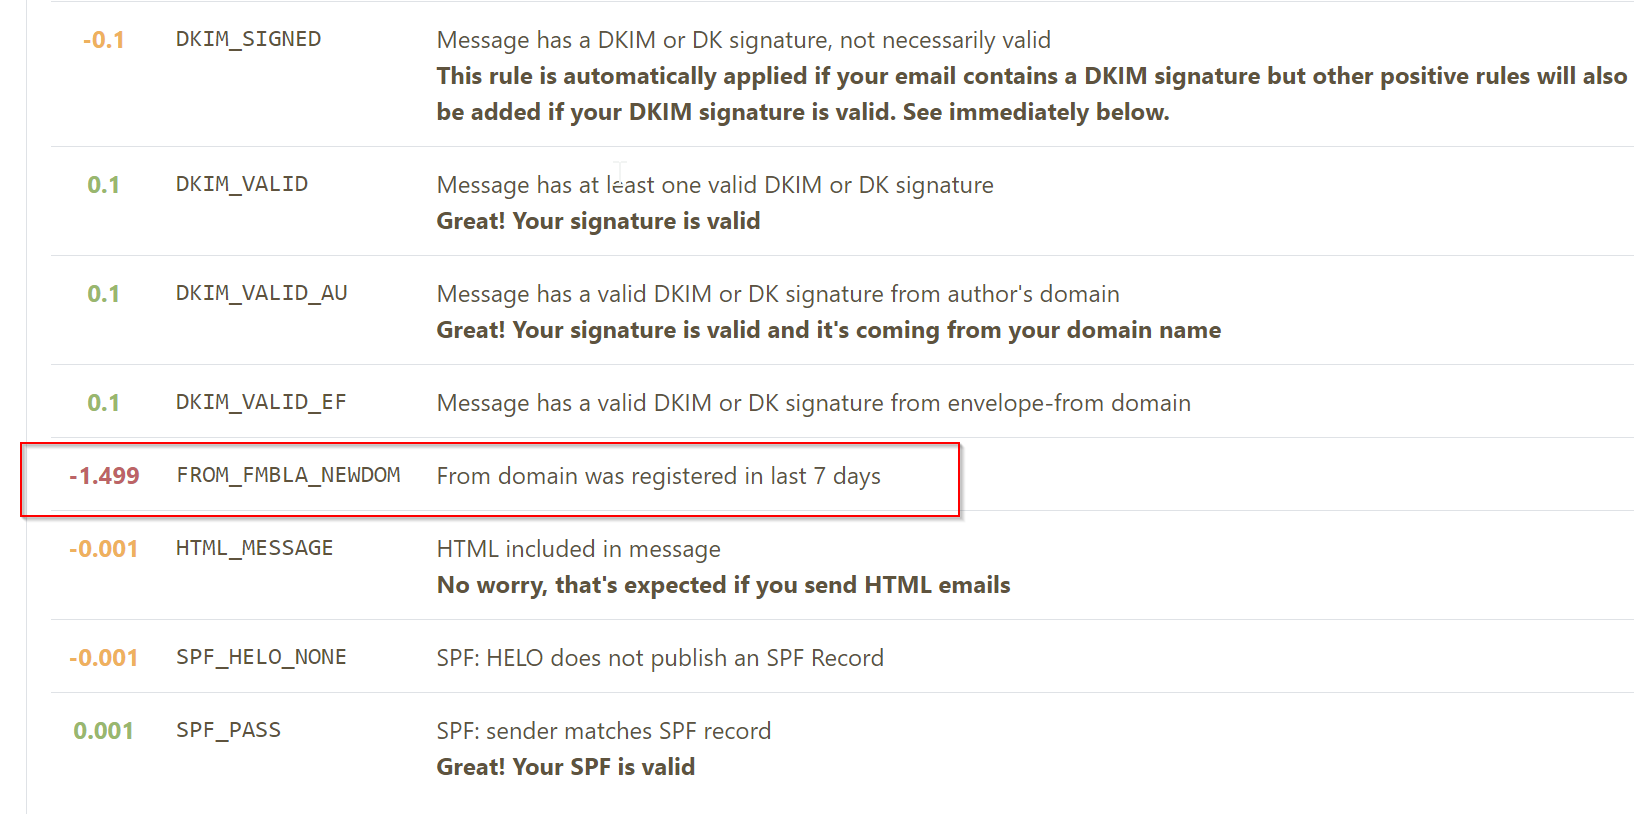 -0.1 DKIM_SIGNED Message has a DKIM or DK signature, not necessarily valid
This rule is automatically applied if your email contains a DKIM signature but other positive rules will also
be added if your DKIM signature is valid. See immediately below.
0.1 DKIM_VALID Message has at least one valid DKIM or DK signature
Great! Your signature is valid
0.1 DKIM_VALID_AU Message has a valid DKIM or DK signature from author's domain
Great! Your signature is valid and it's coming from your domain name
0.1 DKIM_VALID_EF Message has a valid DKIM or DK signature from envelope-from domain
-1.499 FROM_FMBLA_NEWDOM From domain was registered in last 7 days
-0.001 HTML_MESSAGE HTML included in message
No worry, that's expected if you send HTML emails
-0.001 SPF_HELO_NONE SPF: HELO does not publish an SPF Record
0.001 SPF_PASS SPF: sender matches SPF record
Great! Your SPF is valid